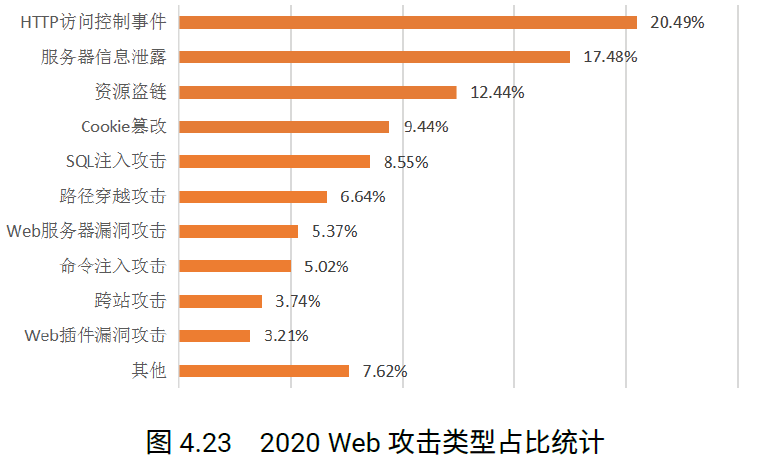 HTTP访问控制事件 20.49%
服务器信息泄露 17.48%
资源盗链 12.44%
Cookie篡改 9.44%
SQL注入攻击 8.55%
路径穿越攻击 6.64%
Web服务器漏洞攻击 5.37%
命令注入攻击 5.02%
跨站攻击 3.74%
Web插件漏洞攻击 3.21%
其他 7.62%
图 4.23 2020 Web 攻击类型占比统计